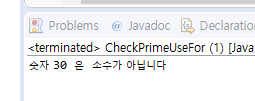 Problems @ Javadoc Declaration
<terminated> CheckPrimeUseFor (1) [Java
숫자 30 은 소수가 아닙니다